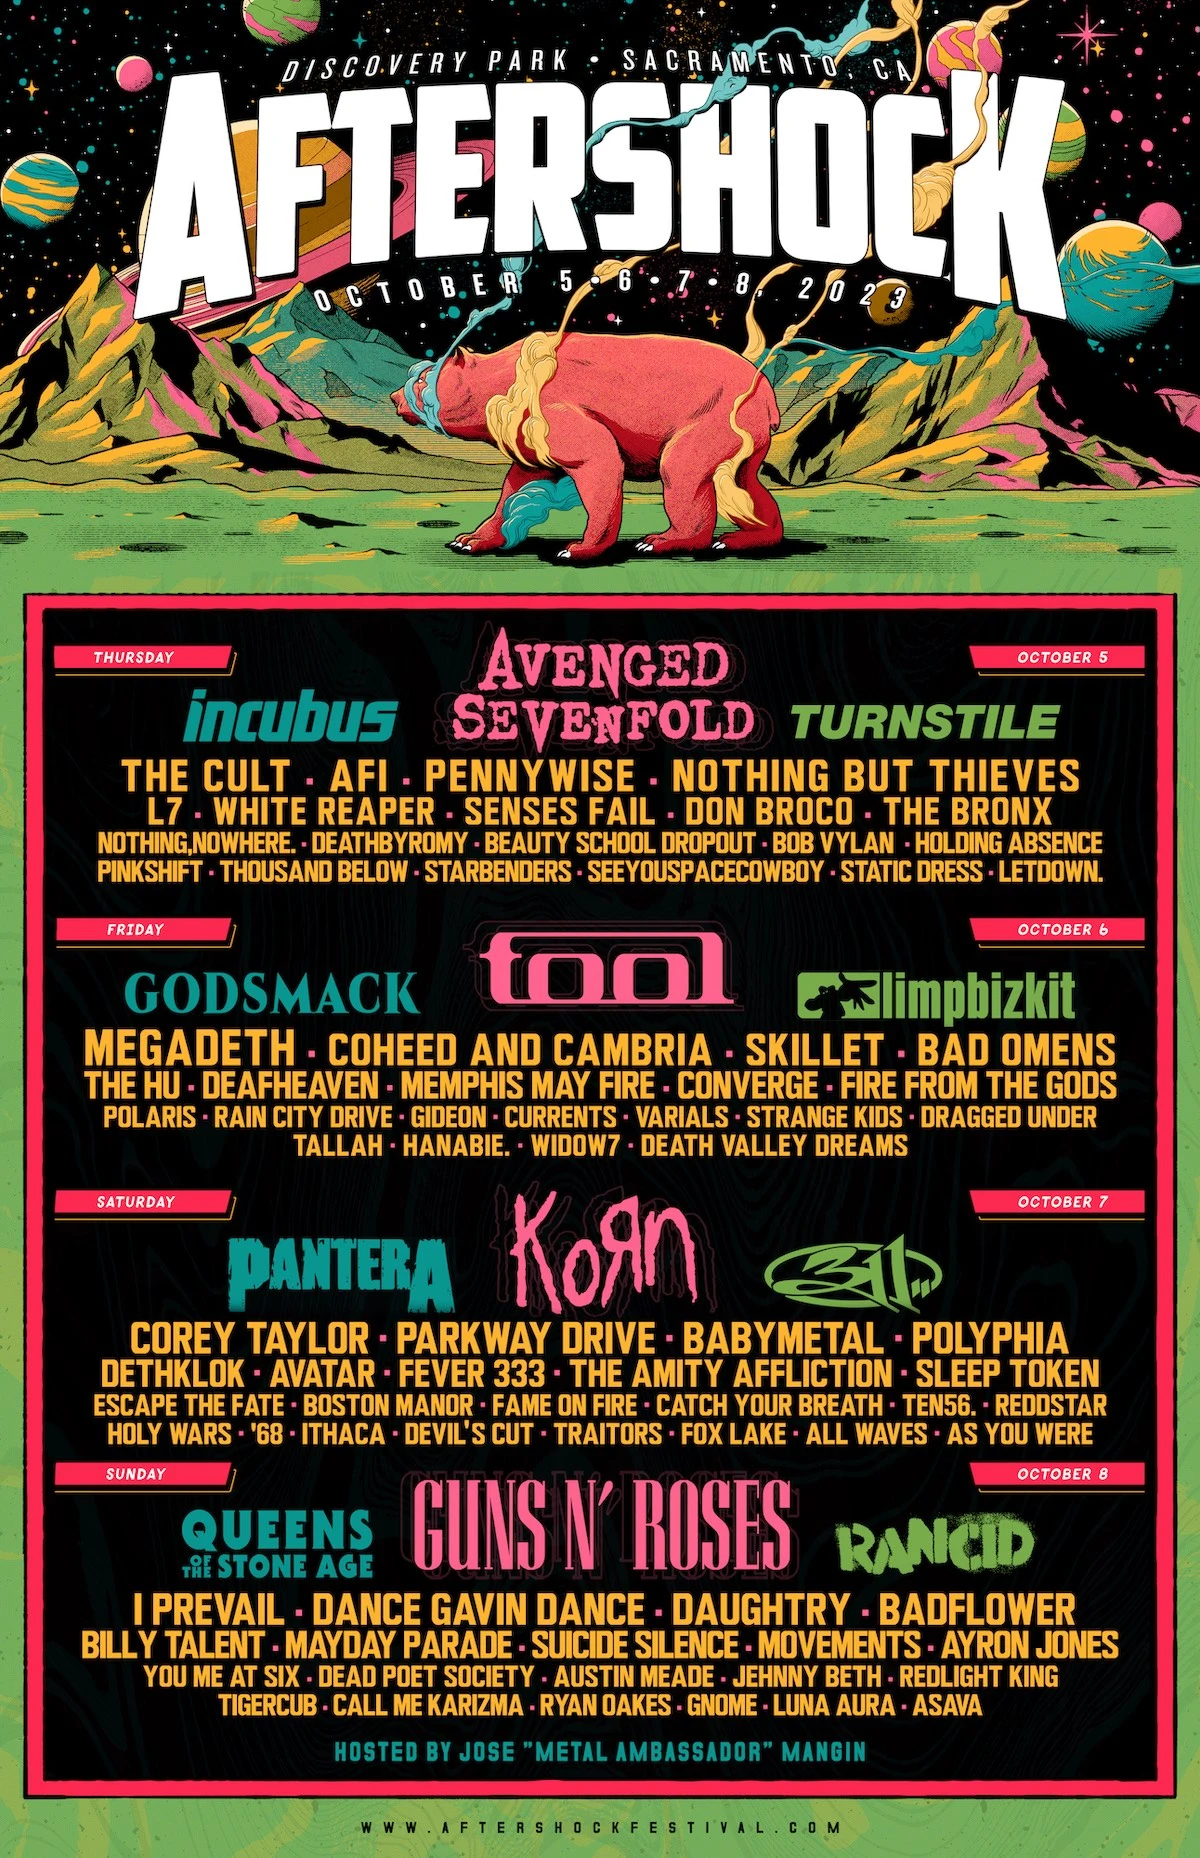 DISCOVERY PARK • SACRAMENTO, CA
AFTERSHOCK
OCTOBER 5•6•7•8, 2023
THURSDAY
OCTOBER 5
AVENGED
SEVENFOLD
incubus
TURNSTILE
THE CULT · AFI · PENNYWISE · NOTHING BUT THIEVES
L7 · WHITE REAPER · SENSES FAIL · DON BROCO · THE BRONX
NOTHING,NOWHERE. · DEATHBYROMY · BEAUTY SCHOOL DROPOUT · BOB VYLAN · HOLDING ABSENCE
PINKSHIFT · THOUSAND BELOW · STARBENDERS · SEEYOUSPACECOWBOY · STATIC DRESS · LETDOWN.
FRIDAY
OCTOBER 6
GODSMACK
tool
limpbizkit
MEGADETH · COHEED AND CAMBRIA · SKILLET · BAD OMENS
THE HU · DEAFHEAVEN · MEMPHIS MAY FIRE · CONVERGE · FIRE FROM THE GODS
POLARIS · RAIN CITY DRIVE · GIDEON · CURRENTS · VARIALS · STRANGE KIDS · DRAGGED UNDER
TALLAH · HANABIE. · WIDOW7 · DEATH VALLEY DREAMS
SATURDAY
OCTOBER 7
PANTERA
KoЯn
311
COREY TAYLOR · PARKWAY DRIVE · BABYMETAL · POLYPHIA
DETHKLOK · AVATAR · FEVER 333 · THE AMITY AFFLICTION · SLEEP TOKEN
ESCAPE THE FATE · BOSTON MANOR · FAME ON FIRE · CATCH YOUR BREATH · TEN56. · REDDSTAR
HOLY WARS · '68 · ITHACA · DEVIL'S CUT · TRAITORS · FOX LAKE · ALL WAVES · AS YOU WERE
SUNDAY
OCTOBER 8
QUEENS
OF THE STONE AGE
GUNS N' ROSES
RANCID
I PREVAIL · DANCE GAVIN DANCE · DAUGHTRY · BADFLOWER
BILLY TALENT · MAYDAY PARADE · SUICIDE SILENCE · MOVEMENTS · AYRON JONES
YOU ME AT SIX · DEAD POET SOCIETY · AUSTIN MEADE · JEHNNY BETH · REDLIGHT KING
TIGERCUB · CALL ME KARIZMA · RYAN OAKES · GNOME · LUNA AURA · ASAVA
HOSTED BY JOSE "METAL AMBASSADOR" MANGIN
WWW.AFTERSHOCKFESTIVAL.COM